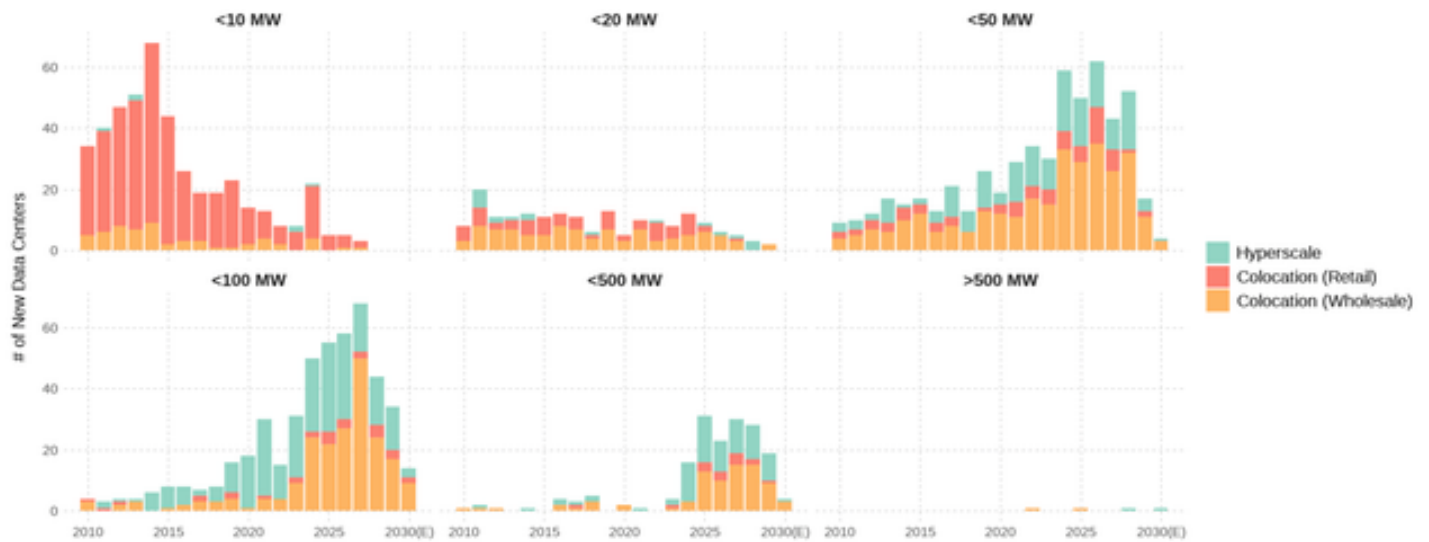 <10 MW
<20 MW
<50 MW
# of New Data Centers
60
40
20
0
<100 MW
<500 MW
>500 MW
60
40
20
0
2010 2015 2020 2025 2030(E)
2010 2015 2020 2025 2030(E)
2010 2015 2020 2025 2030(E)
Hyperscale
Colocation (Retail)
Colocation (Wholesale)